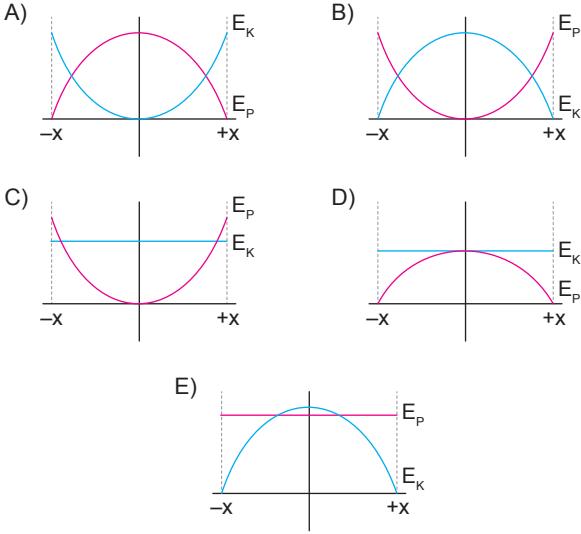 A)
E_K
E_P
–x
+x
B)
E_P
E_K
–x
+x
C)
E_P
E_K
–x
+x
D)
E_K
E_P
–x
+x
E)
E_P
E_K
–x
+x